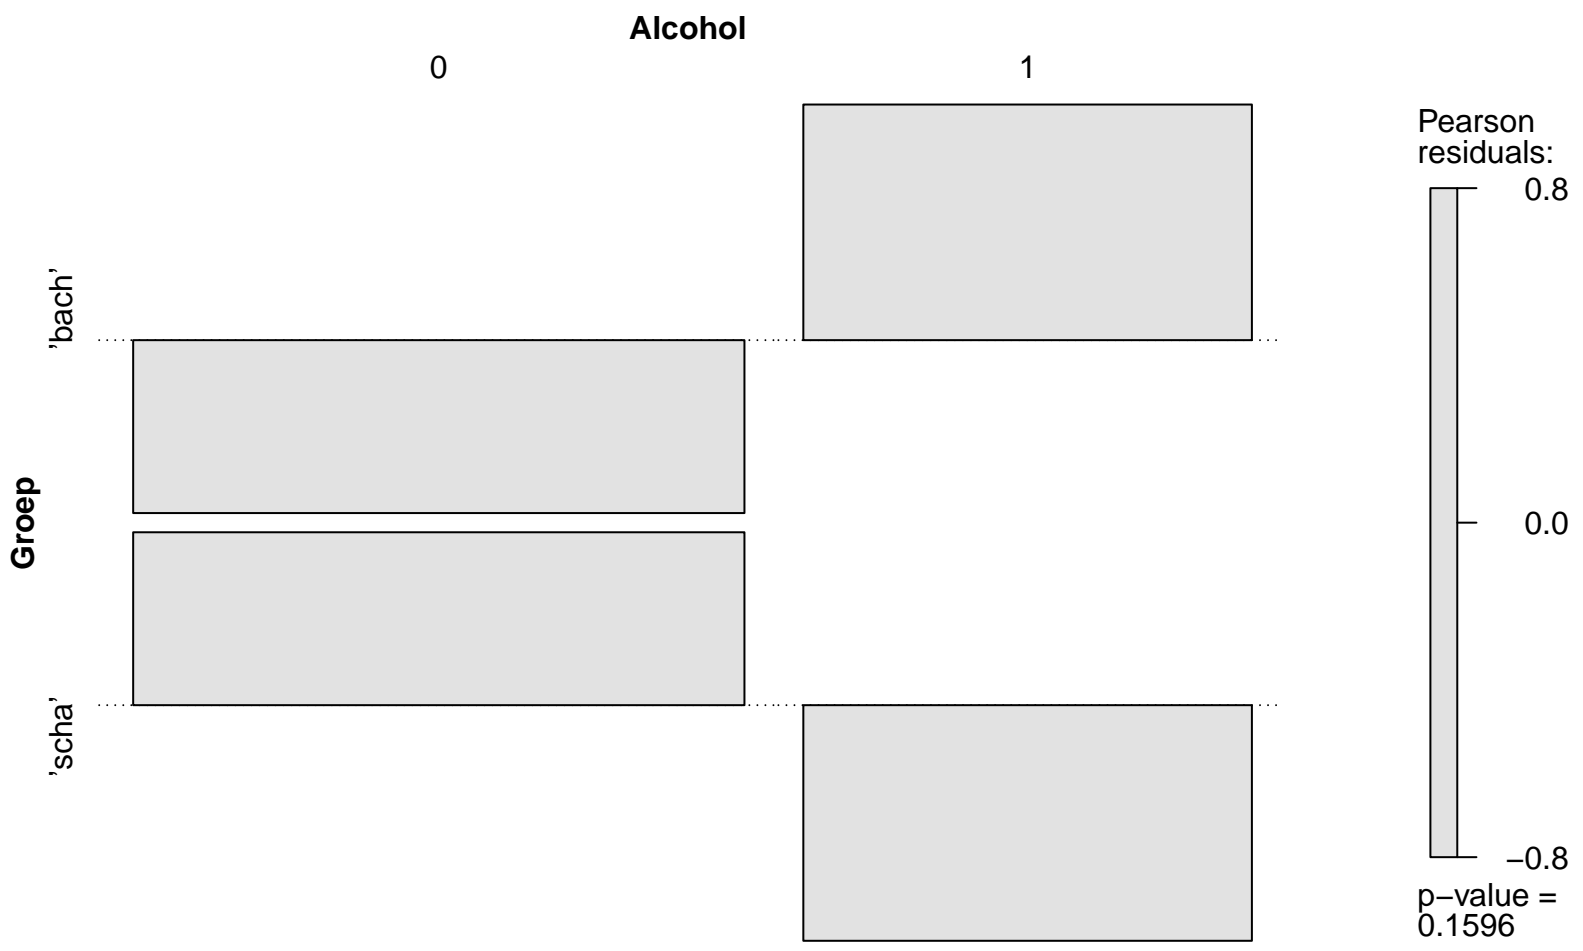 Alcohol
0 1
Pearson
residuals:
0.8
’bach’
Groep
0.0
’scha’
−0.8
p−value =
0.1596